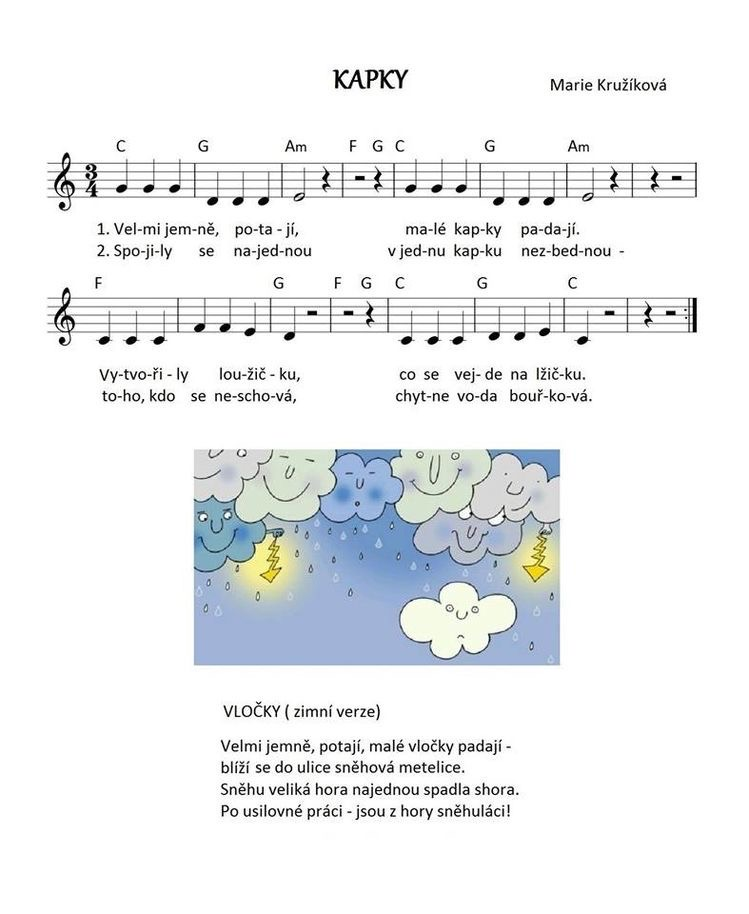 KAPKY
Marie Kružíková
C G Am F G C G Am
3
4
1. Vel-mi jem-ně, po-ta - jí, ma-lé kap-ky pa-da-jí.
2. Spo-ji-ly se na-jed-nou v jed-nu kap-ku nez-bed-nou -
F G F G C G C
Vy-tvo-ři - ly lou-žič - ku, co se vej- de na lžič-ku.
to-ho, kdo se ne-scho-vá, chyt-ne vo-da bouř-ko-vá.
VLOČKY ( zimní verze)
Velmi jemně, potají, malé vločky padají -
blíží se do ulice sněhová metelice.
Sněhu veliká hora najednou spadla shora.
Po usilovné práci - jsou z hory sněhuláci!